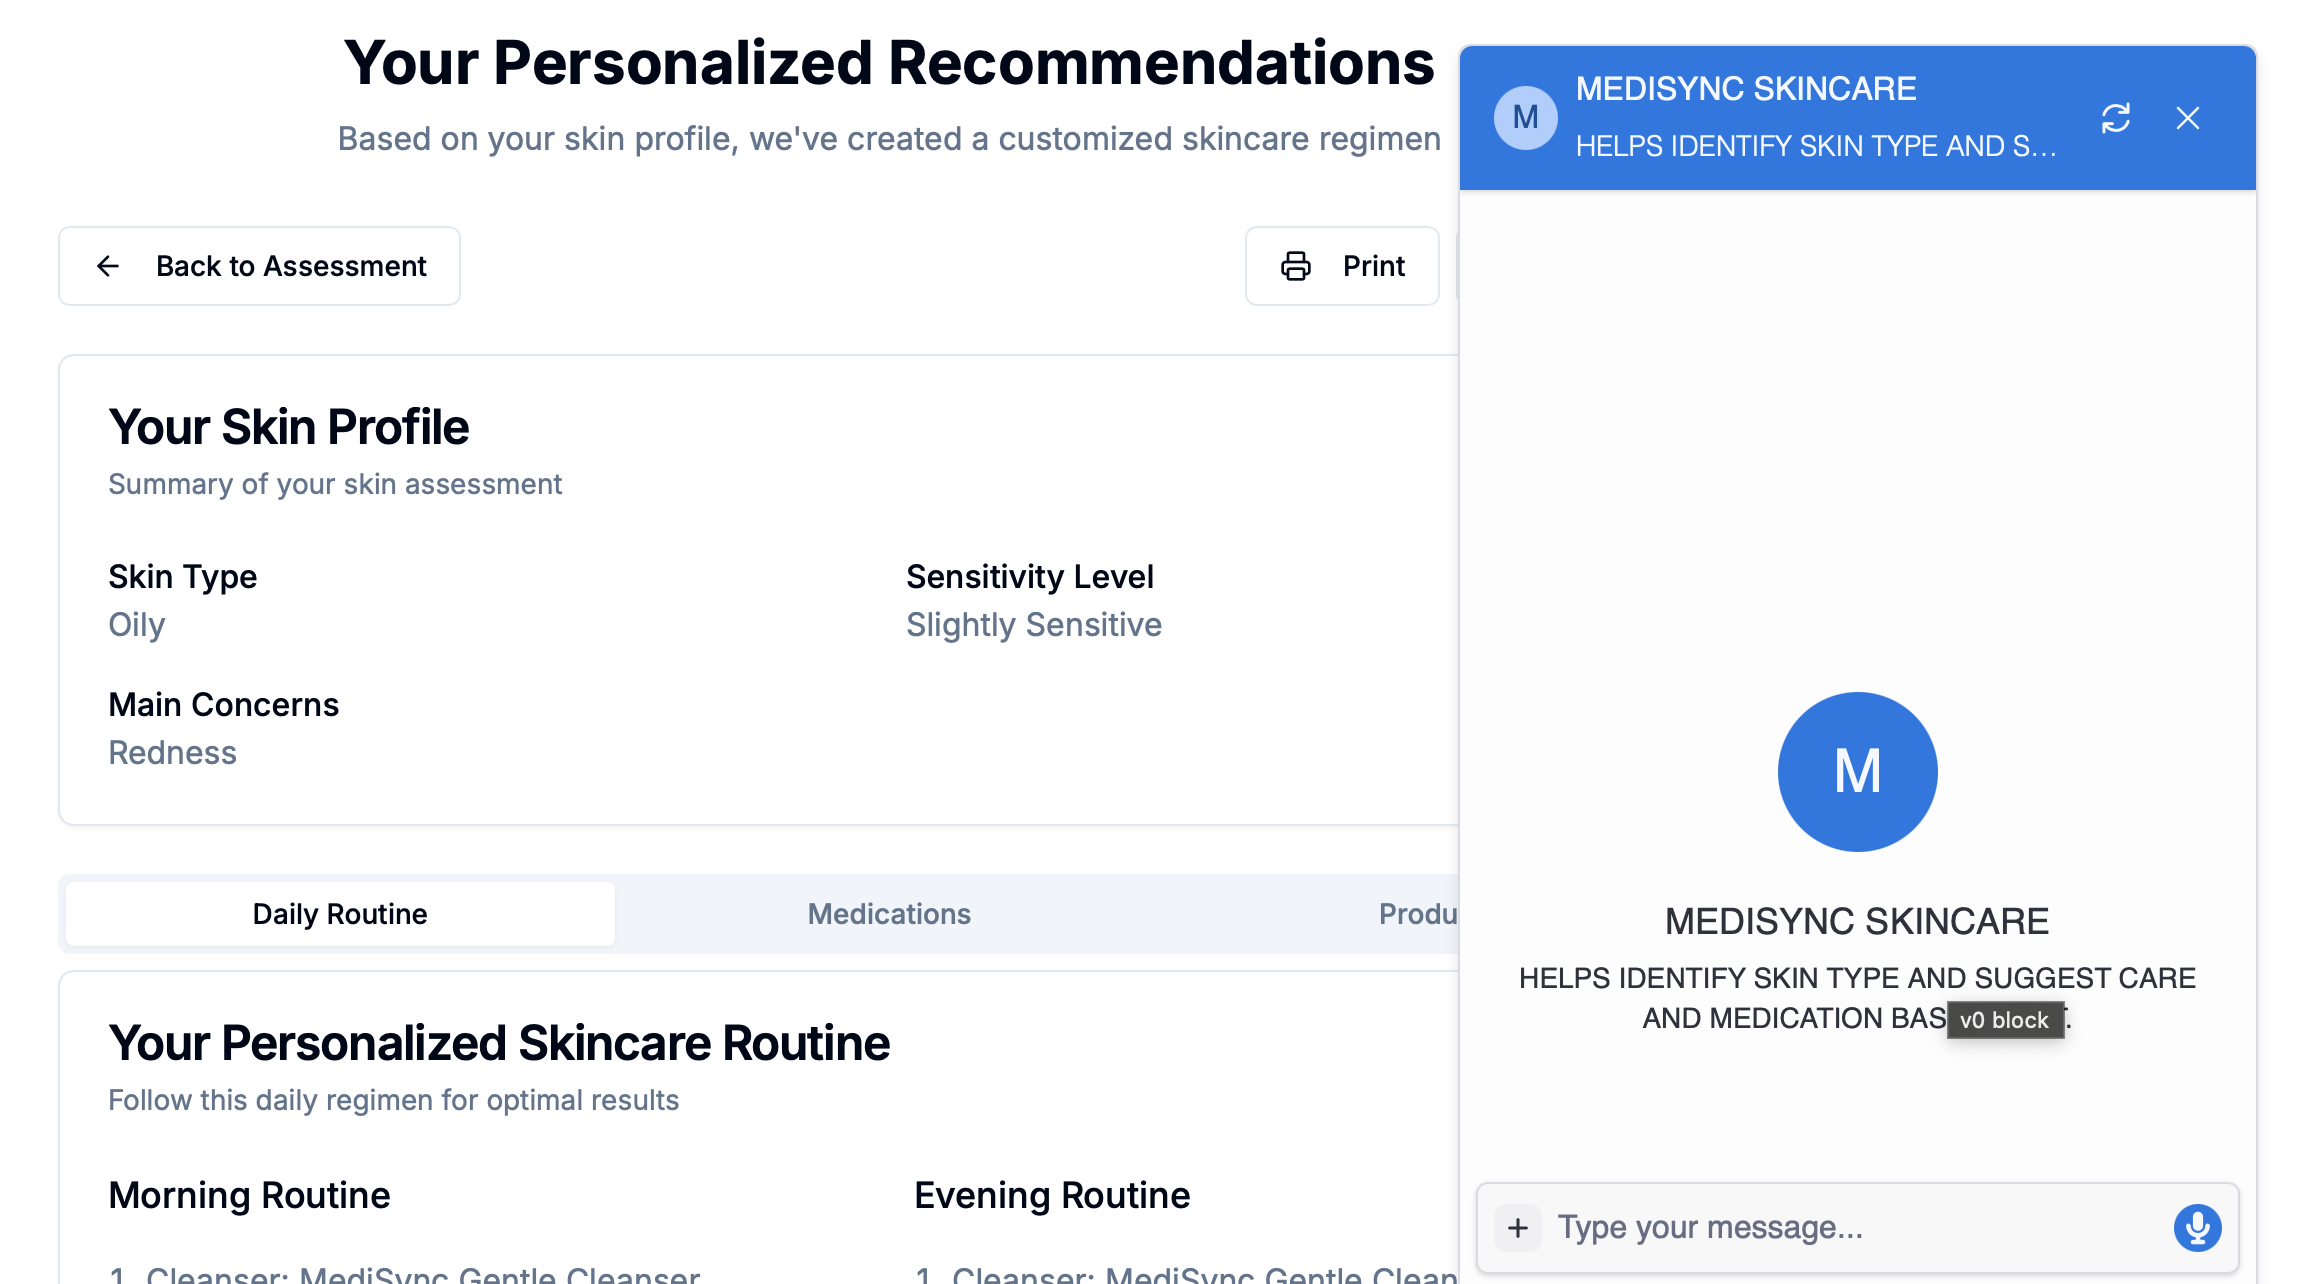 Your Personalized Recommendations
Based on your skin profile, we've created a customized skincare regimen
Back to Assessment
Print
Your Skin Profile
Summary of your skin assessment
Skin Type
Oily
Sensitivity Level
Slightly Sensitive
Main Concerns
Redness
Daily Routine
Medications
Produ
Your Personalized Skincare Routine
Follow this daily regimen for optimal results
Morning Routine
1. Cleanser: MediSync Gentle Cleanser
Evening Routine
1. Cleanser: MediSync Gentle Clean
M
MEDISYNC SKINCARE
HELPS IDENTIFY SKIN TYPE AND S...
M
MEDISYNC SKINCARE
HELPS IDENTIFY SKIN TYPE AND SUGGEST CARE
AND MEDICATION BAS
v0 block
Type your message...